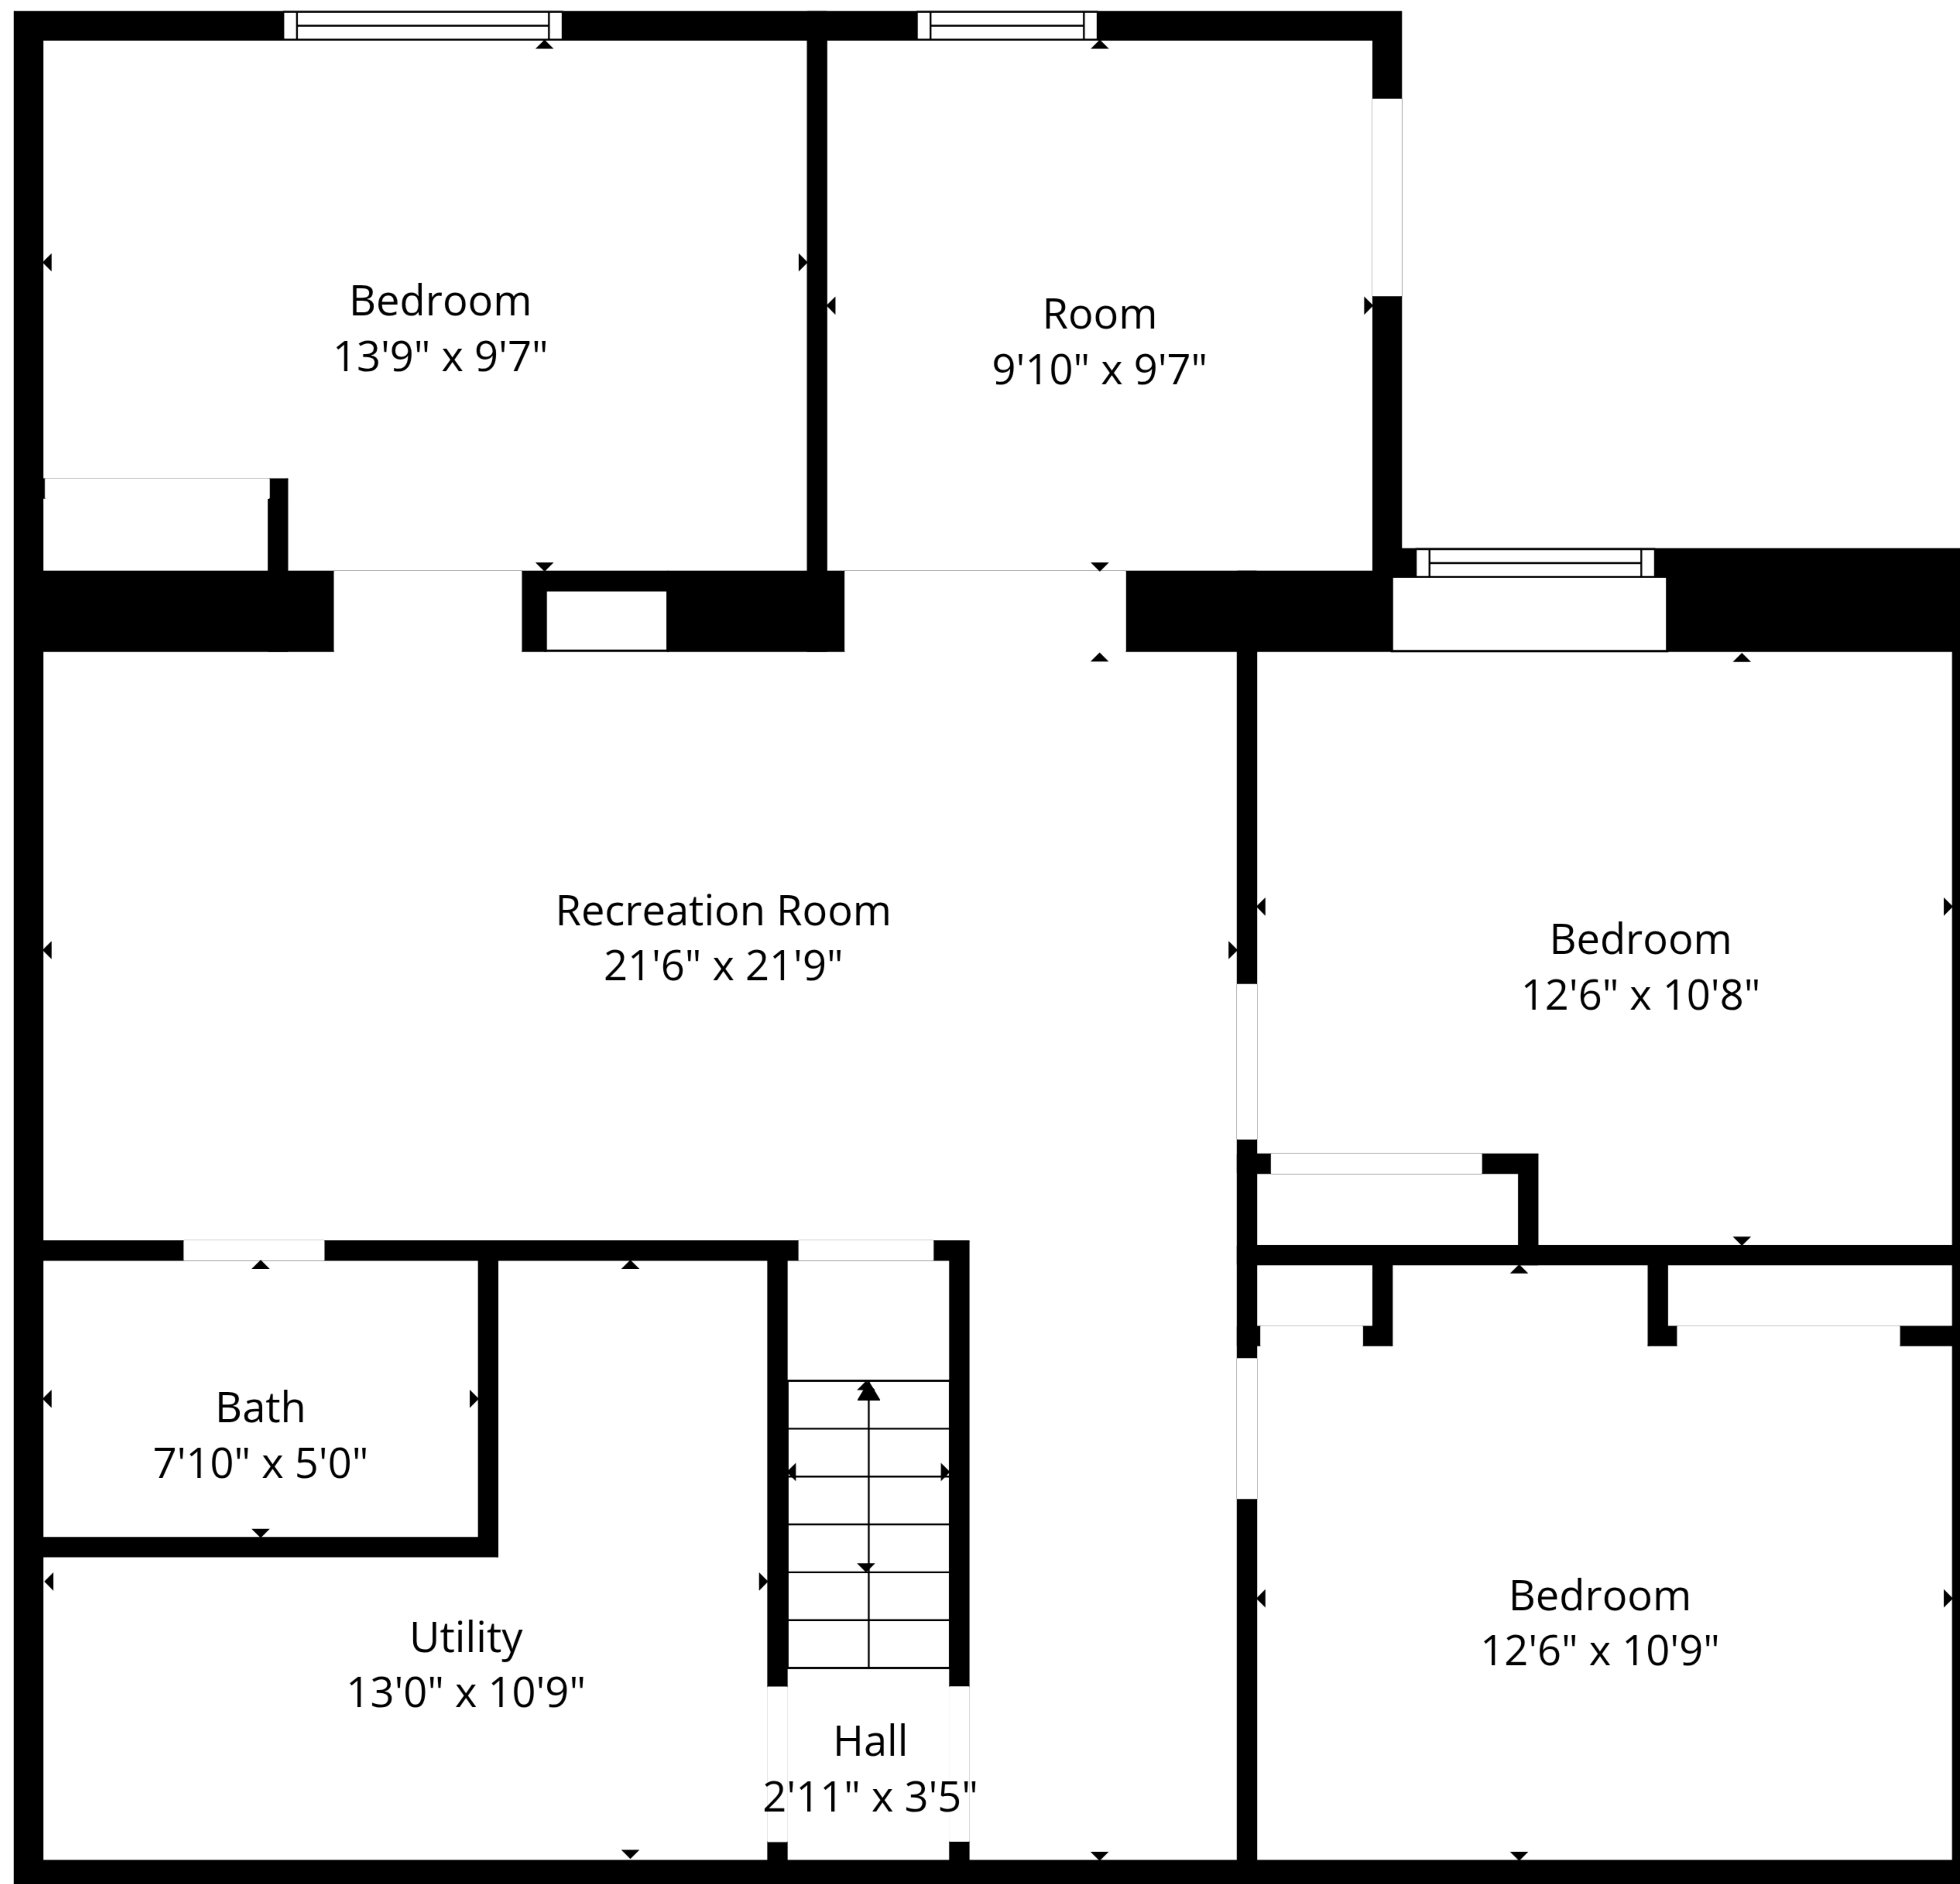 Bedroom
13'9" x 9'7"
Room
9'10" x 9'7"
Recreation Room
21'6" x 21'9"
Bedroom
12'6" x 10'8"
Bath
7'10" x 5'0"
Utility
13'0" x 10'9"
Hall
2'11" x 3'5"
Bedroom
12'6" x 10'9"